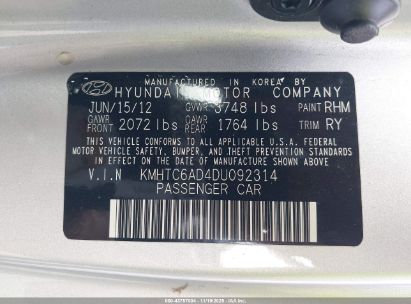 MANUFACTURED IN KOREA BY
HYUNDAI MOTOR COMPANY
JUN/15/12 GVWR 3748 lbs PAINT RHM
GAWR FRONT 2072 lbs GAWR REAR 1764 lbs TRIM RY
THIS VEHICLE CONFORMS TO ALL APPLICABLE U.S.A. FEDERAL
MOTOR VEHICLE SAFETY, BUMPER, AND THEFT PREVENTION STANDARDS
IN EFFECT ON THE DATE OF MANUFACTURE SHOWN ABOVE.
V.I.N KMHTC6AD4DU092314
PASSENGER CAR